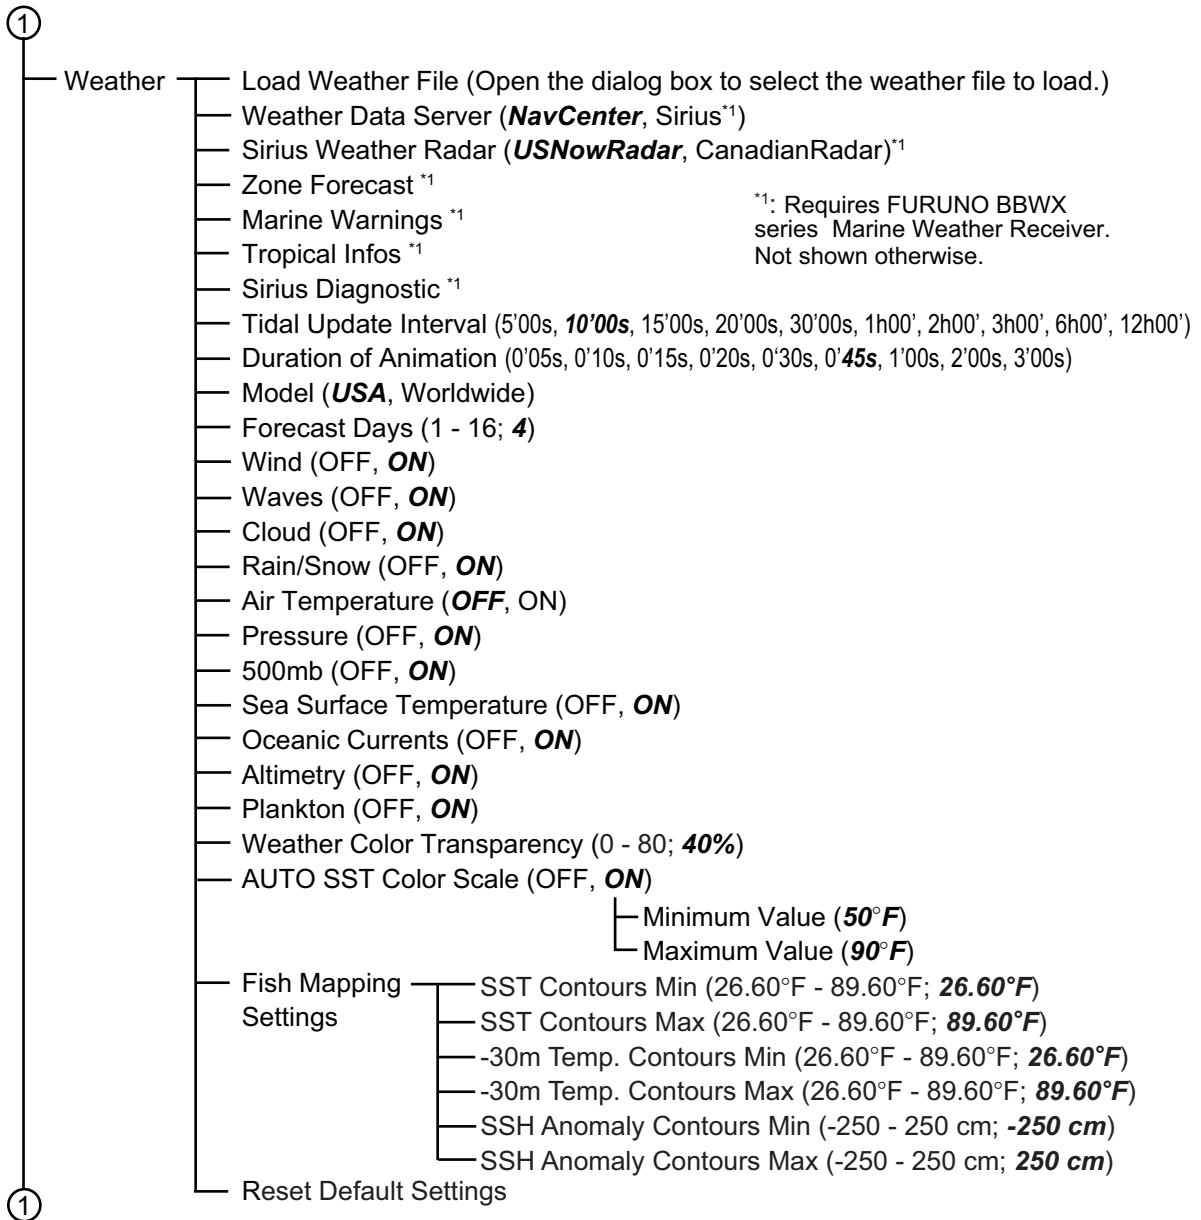 1
Weather
Load Weather File (Open the dialog box to select the weather file to load.)
Weather Data Server (NavCenter, Sirius*1)
Sirius Weather Radar (USNowRadar, CanadianRadar)*1
Zone Forecast *1
Marine Warnings *1
Tropical Infos *1
Sirius Diagnostic *1
*1: Requires FURUNO BBWX
series  Marine Weather Receiver.
Not shown otherwise.
Tidal Update Interval (5’00s, 10’00s, 15’00s, 20’00s, 30’00s, 1h00’, 2h00’, 3h00’, 6h00’, 12h00’)
Duration of Animation (0’05s, 0’10s, 0’15s, 0’20s, 0‘30s, 0’45s, 1’00s, 2’00s, 3’00s)
Model (USA, Worldwide)
Forecast Days (1 - 16; 4)
Wind (OFF, ON)
Waves (OFF, ON)
Cloud (OFF, ON)
Rain/Snow (OFF, ON)
Air Temperature (OFF, ON)
Pressure (OFF, ON)
500mb (OFF, ON)
Sea Surface Temperature (OFF, ON)
Oceanic Currents (OFF, ON)
Altimetry (OFF, ON)
Plankton (OFF, ON)
Weather Color Transparency (0 - 80; 40%)
AUTO SST Color Scale (OFF, ON)
Minimum Value (50°F)
Maximum Value (90°F)
Fish Mapping
Settings
SST Contours Min (26.60°F - 89.60°F; 26.60°F)
SST Contours Max (26.60°F - 89.60°F; 89.60°F)
-30m Temp. Contours Min (26.60°F - 89.60°F; 26.60°F)
-30m Temp. Contours Max (26.60°F - 89.60°F; 89.60°F)
SSH Anomaly Contours Min (-250 - 250 cm; -250 cm)
SSH Anomaly Contours Max (-250 - 250 cm; 250 cm)
Reset Default Settings
1